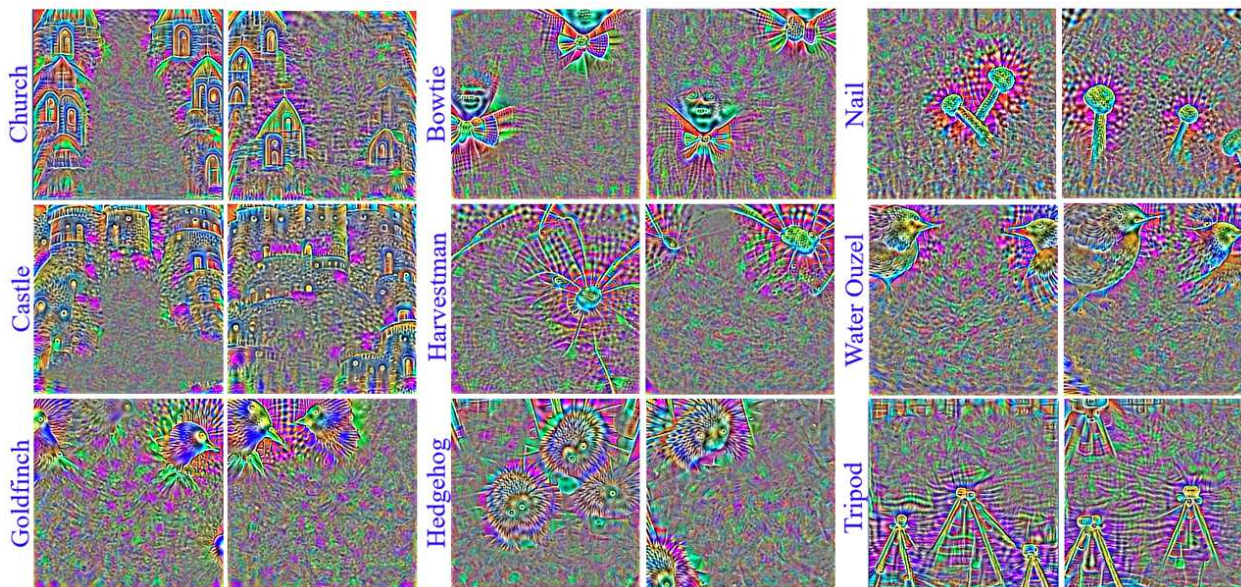 Church
Bowtie
Nail
Castle
Harvestman
Water Ouzel
Goldfinch
Hedgehog
Tripod